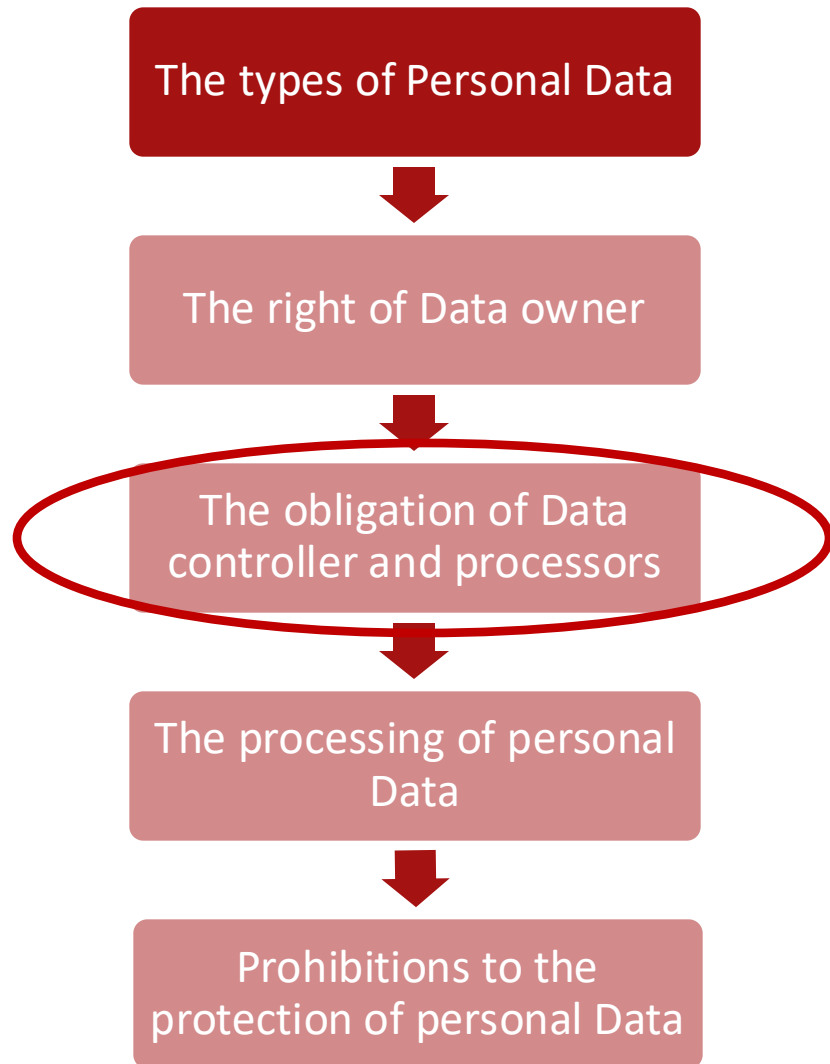 The types of Personal Data
The right of Data owner
The obligation of Data
controller and processors
The processing of personal
Data
Prohibitions to the
protection of personal Data